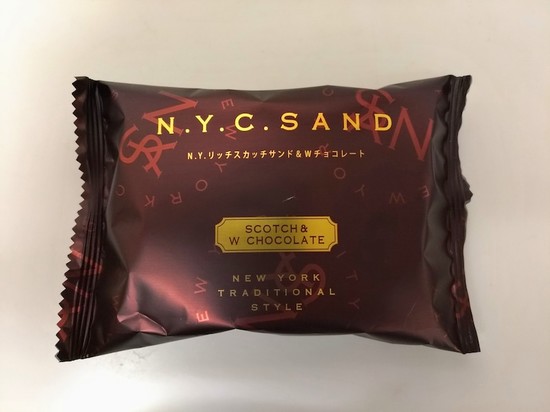 N.Y.C.SAND
N.Y.リッチスカッチサンド&Wチョコレート
SCOTCH &
W CHOCOLATE
NEW YORK
TRADITIONAL
STYLE